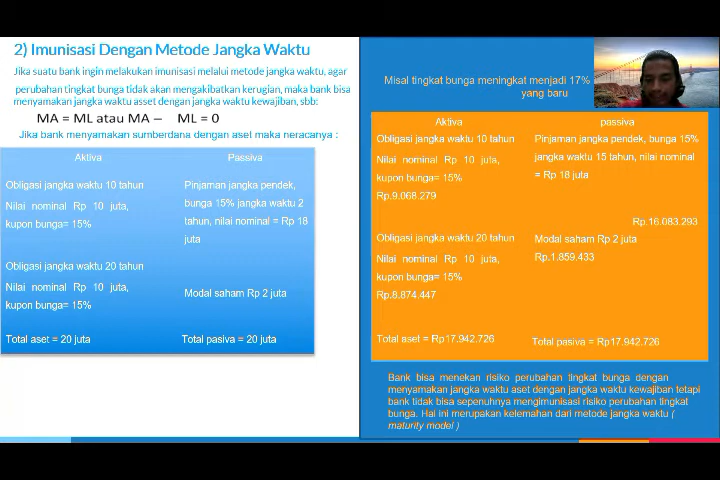 2) Imunisasi Dengan Metode Jangka Waktu
Jika suatu bank ingin melakukan imunisasi melalui metode jangka waktu, agar
perubahan tingkat bunga tidak akan mengakibatkan kerugian, maka bank bisa
menyamakan jangka waktu asset dengan jangka waktu kewajiban, sbb:
MA = ML atau MA − ML = 0
Jika bank menyamakan sumberdana dengan aset maka neracanya :
Aktiva
Passiva
Obligasi jangka waktu 10 tahun
Nilai nominal Rp 10 juta,
kupon bunga= 15%
Pinjaman jangka pendek,
bunga 15% jangka waktu 2
tahun, nilai nominal = Rp 18
juta
Obligasi jangka waktu 20 tahun
Nilai nominal Rp 10 juta,
kupon bunga= 15%
Modal saham Rp 2 juta
Total aset = 20 juta
Total pasiva = 20 juta
Misal tingkat bunga meningkat menjadi 17%
yang baru
Aktiva
passiva
Obligasi jangka waktu 10 tahun
Nilai nominal Rp 10 juta,
kupon bunga= 15%
Rp.9.068.279
Pinjaman jangka pendek, bunga 15%
jangka waktu 15 tahun, nilai nominal
= Rp 18 juta
Rp.16.083.293
Obligasi jangka waktu 20 tahun
Nilai nominal Rp 10 juta,
kupon bunga= 15%
Rp.8.874.447
Modal saham Rp 2 juta
Rp.1.859.433
Total aset = Rp17.942.726
Total pasiva = Rp17.942.726
Bank bisa menekan risiko perubahan tingkat bunga dengan
menyamakan jangka waktu aset dengan jangka waktu kewajiban tetapi
bank tidak bisa sepenuhnya mengimunisasi risiko perubahan tingkat
bunga. Hal ini merupakan kelemahan dari metode jangka waktu (
maturity model )